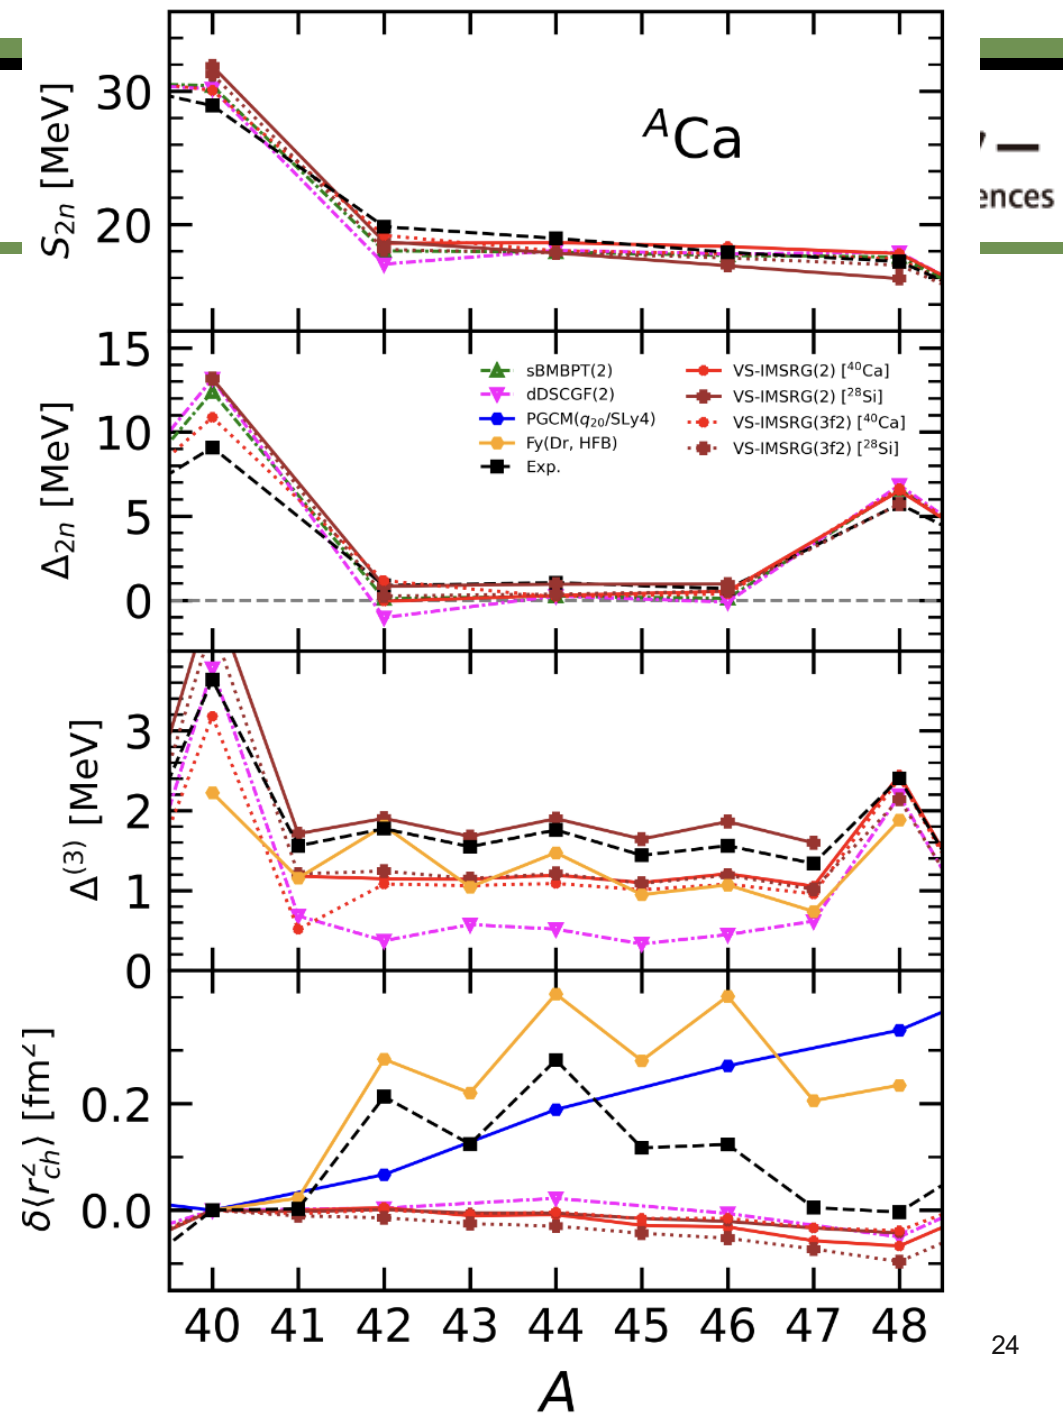 30
20
S₂ₙ [MeV]
ᴬCa
ences
15
10
5
0
Δ₂ₙ [MeV]
sBMBPT(2)
dDSCGF(2)
PGCM(q₂₀/SLy4)
Fy(Dr, HFB)
Exp.
VS-IMSRG(2) [⁴⁰Ca]
VS-IMSRG(2) [²⁸Si]
VS-IMSRG(3f2) [⁴⁰Ca]
VS-IMSRG(3f2) [²⁸Si]
3
2
1
0
Δ⁽³⁾ [MeV]
0.2
0.0
δ⟨r²ch⟩ [fm²]
40 41 42 43 44 45 46 47 48
A
24